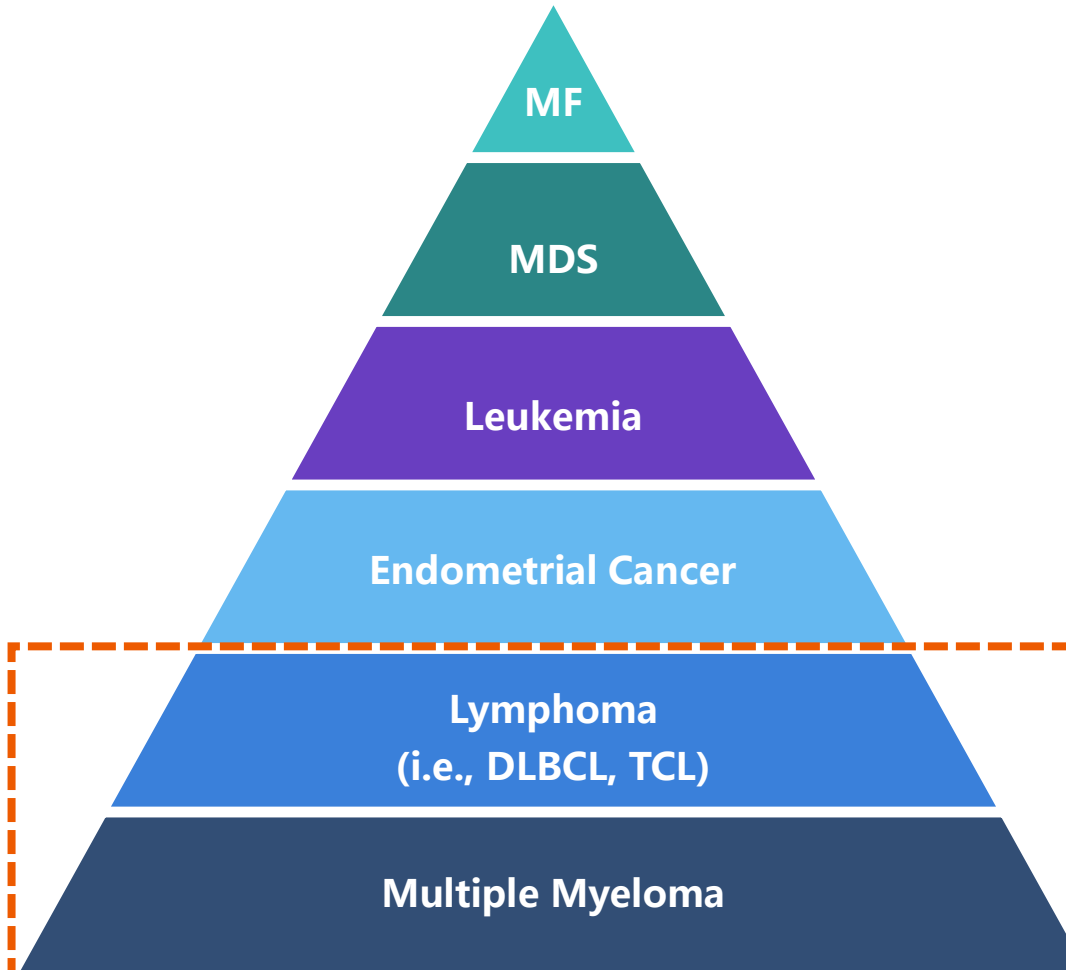 MF
MDS
Leukemia
Endometrial Cancer
Lymphoma
(i.e., DLBCL, TCL)
Multiple Myeloma